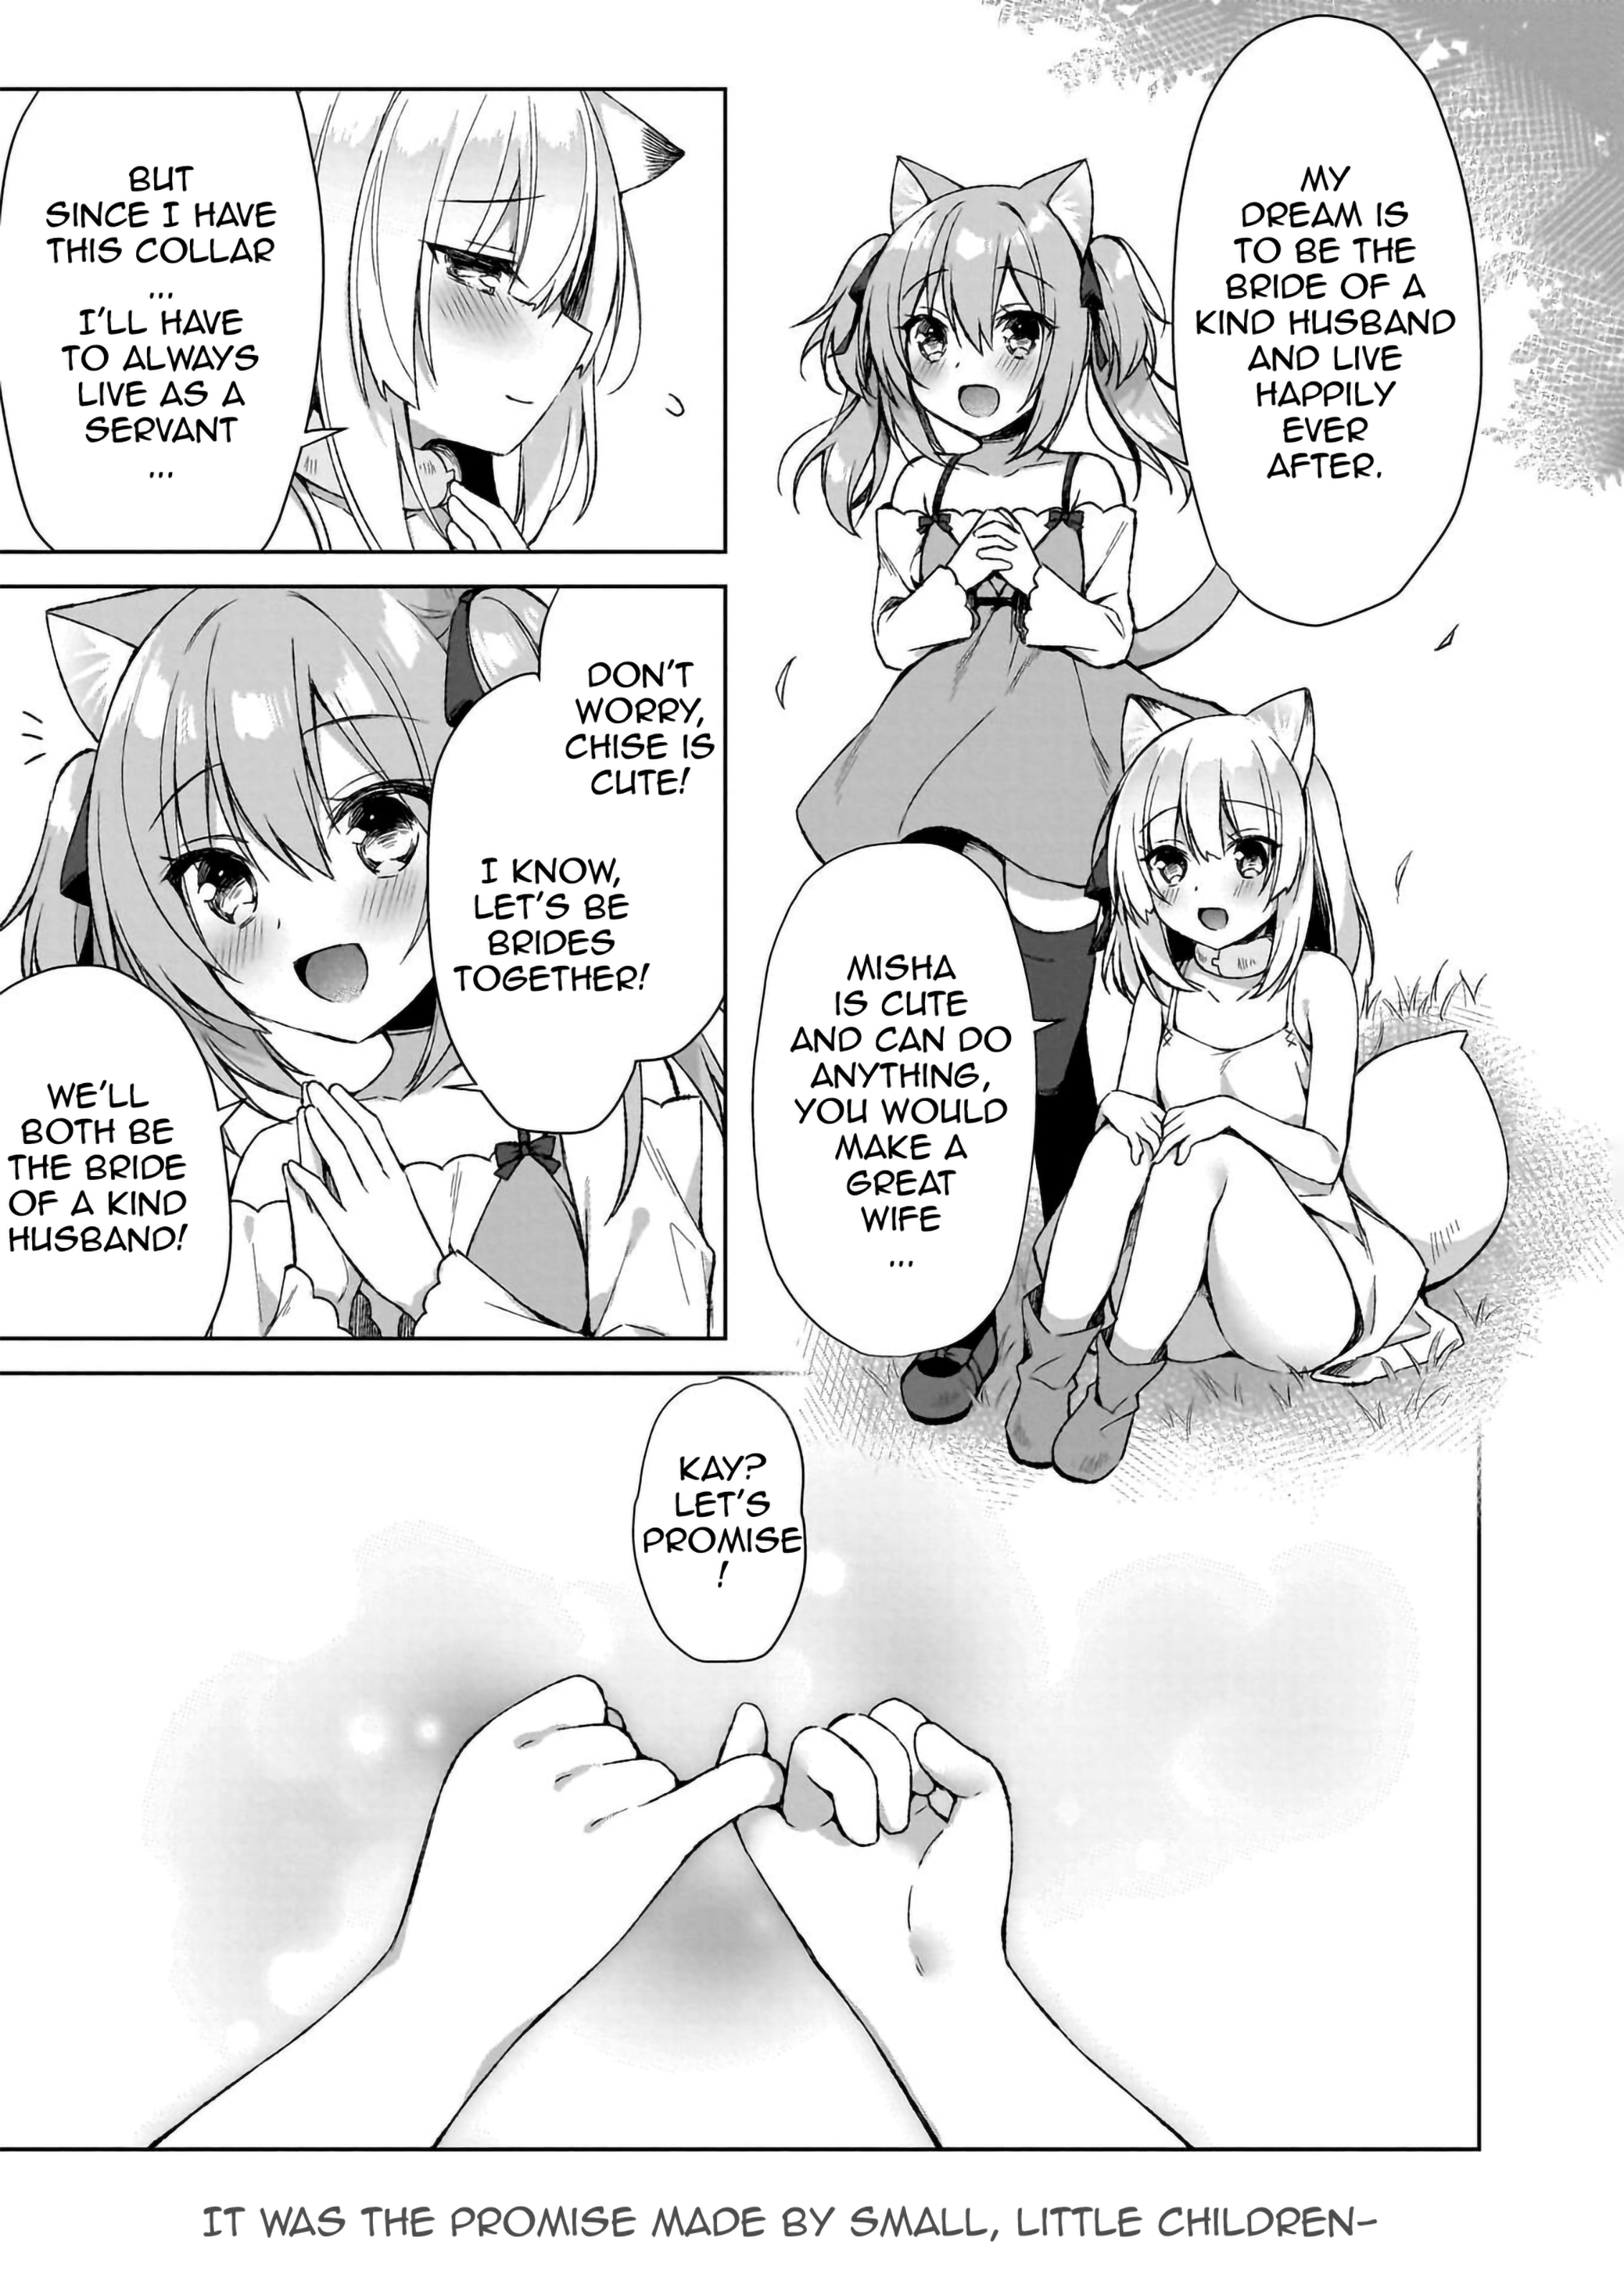 MY
DREAM IS
TO BE THE
BRIDE OF A
KIND HUSBAND
AND LIVE
HAPPILY
EVER
AFTER.
MISHA
IS CUTE
AND CAN DO
ANYTHING,
YOU WOULD
MAKE A
GREAT
WIFE
...
BUT
SINCE I HAVE
THIS COLLAR
...
I'LL HAVE
TO ALWAYS
LIVE AS A
SERVANT
...
DON'T
WORRY,
CHISE IS
CUTE!
I KNOW,
LET'S BE
BRIDES
TOGETHER!
WE'LL
BOTH BE
THE BRIDE
OF A KIND
HUSBAND!
KAY?
LET'S
PROMISE
!
IT WAS THE PROMISE MADE BY SMALL, LITTLE CHILDREN-